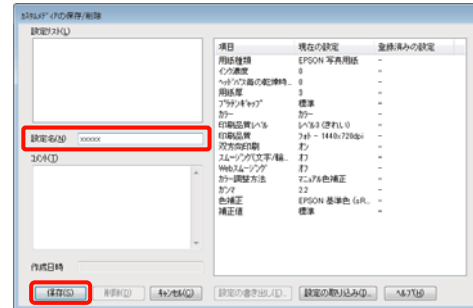 カスタムメディアの保存/削除
設定リスト(L)
項目 現在の設定 登録済みの設定
用紙種類 EPSON 写真用紙 -
インク濃度 0 -
ヘッドパス毎の乾燥時... 0 -
用紙厚 3 -
プラテンギャップ 標準 -
カラー カラー -
印刷品質レベル レベル3 (きれい) -
印刷品質 フォト - 1440x720dpi -
双方向印刷 オン -
スムージング(文字/輪... オフ -
Webスムージング オフ -
カラー調整方法 マニュアル色補正 -
ガンマ 2.2 -
色補正 EPSON 基準色 (sR... -
補正値 標準 -
設定名(N) xxxxx
コメント(T)
作成日時
保存(S) 削除(D) キャンセル(C) 設定の書き出し(E)... 設定の取り込み(I)... ヘルプ(H)